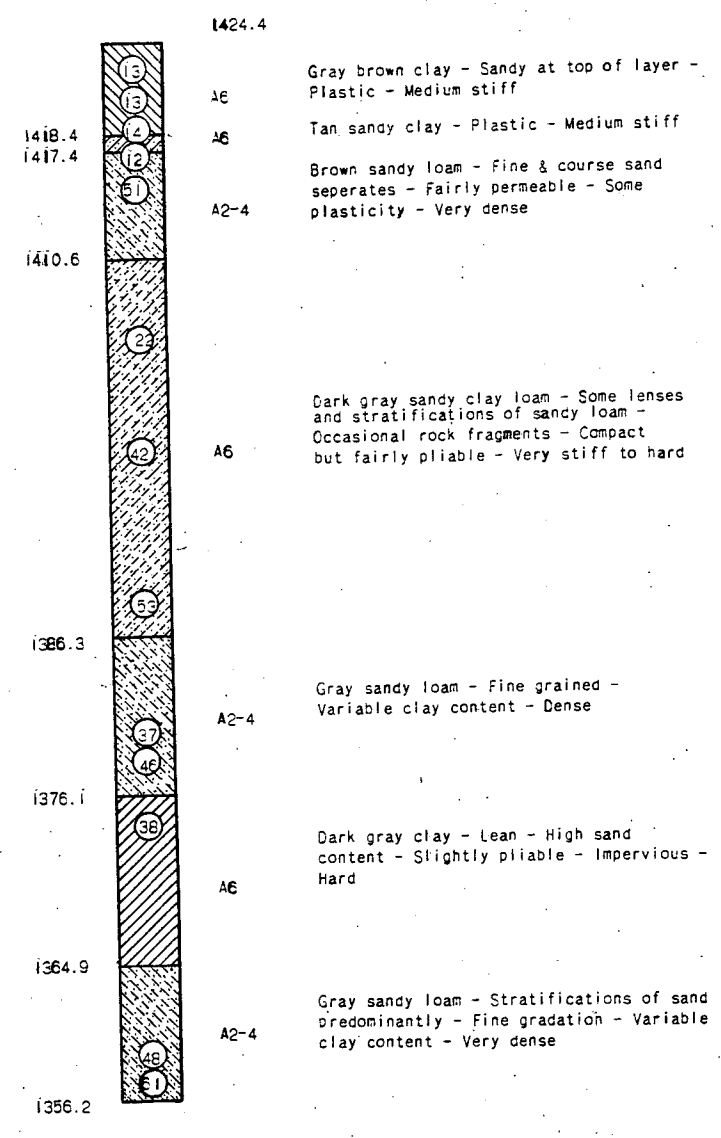 1424.4
13
Gray brown clay - Sandy at top of layer -
Plastic - Medium stiff
A6
13
14
Tan sandy clay - Plastic - Medium stiff
1418.4
A6
1417.4
12
Brown sandy loam - Fine & course sand
seperates - Fairly permeable - Some
plasticity - Very dense
51
A2-4
1410.6
22
Dark gray sandy clay loam - Some lenses
and stratifications of sandy loam -
Occasional rock fragments - Compact
but fairly pliable - Very stiff to hard
42
A6
53
1386.3
Gray sandy loam - Fine grained -
Variable clay content - Dense
A2-4
37
46
1376.1
38
Dark gray clay - Lean - High sand
content - Slightly pliable - Impervious -
Hard
A6
1364.9
Gray sandy loam - Stratifications of sand
predominantly - Fine gradation - Variable
clay content - Very dense
A2-4
48
61
1356.2